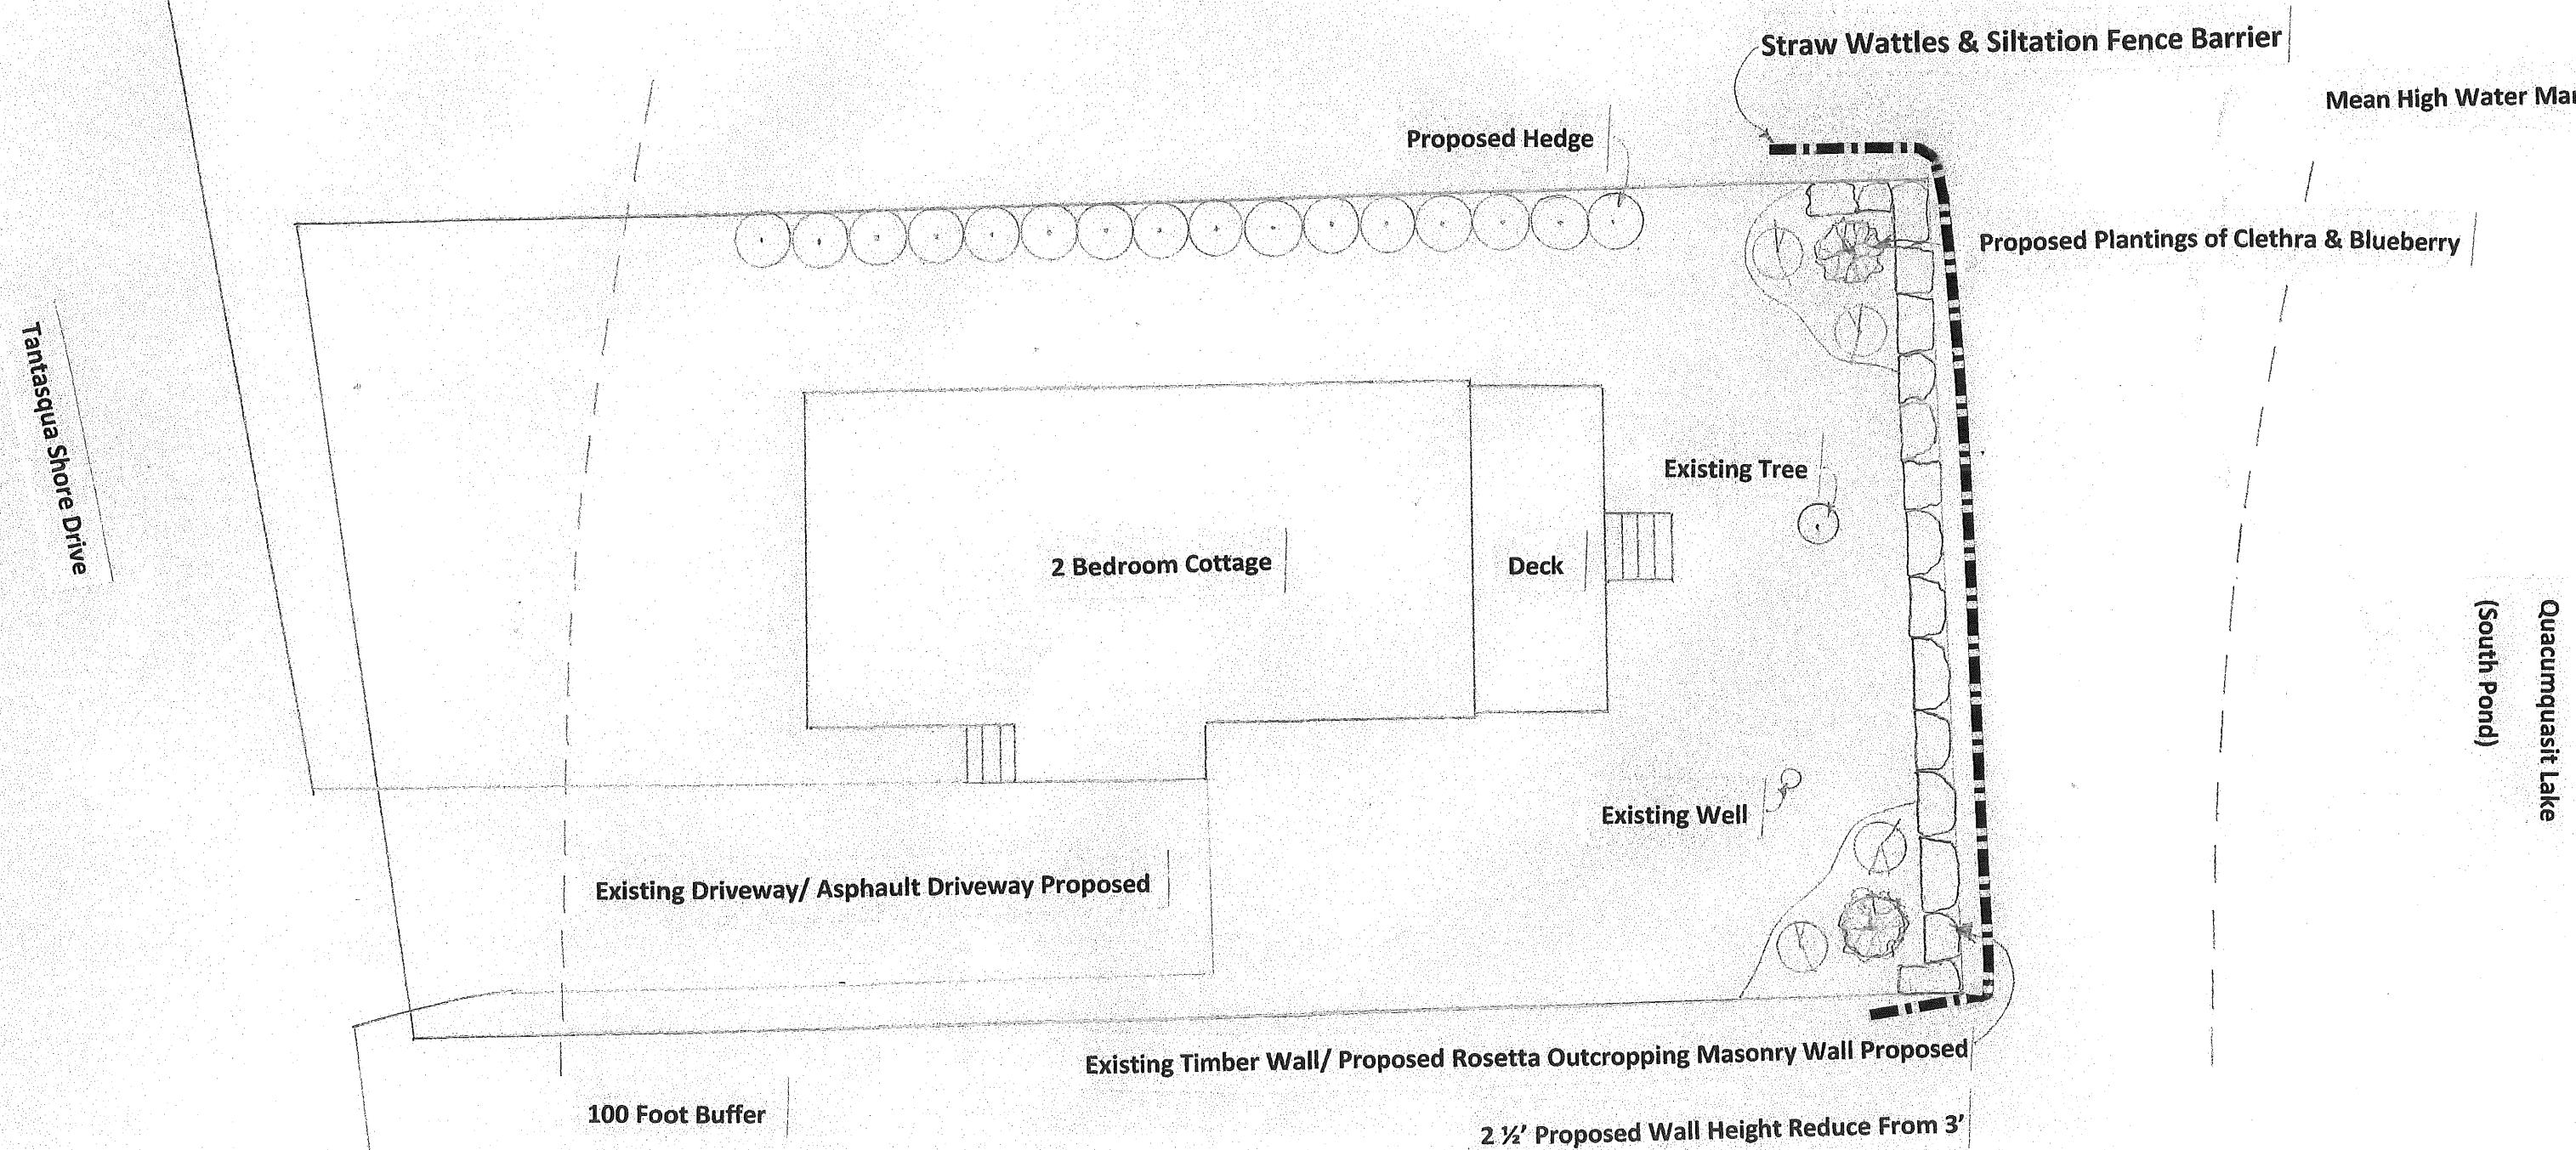 Straw Wattles & Siltation Fence Barrier
Mean High Water Mar
Proposed Hedge
Proposed Plantings of Clethra & Blueberry
Tantasqua Shore Drive
Existing Tree
2 Bedroom Cottage
Deck
Quacumquasit Lake
(South Pond)
Existing Well
Existing Driveway/ Asphault Driveway Proposed
Existing Timber Wall/ Proposed Rosetta Outcropping Masonry Wall Proposed
100 Foot Buffer
2 ½' Proposed Wall Height Reduce From 3'